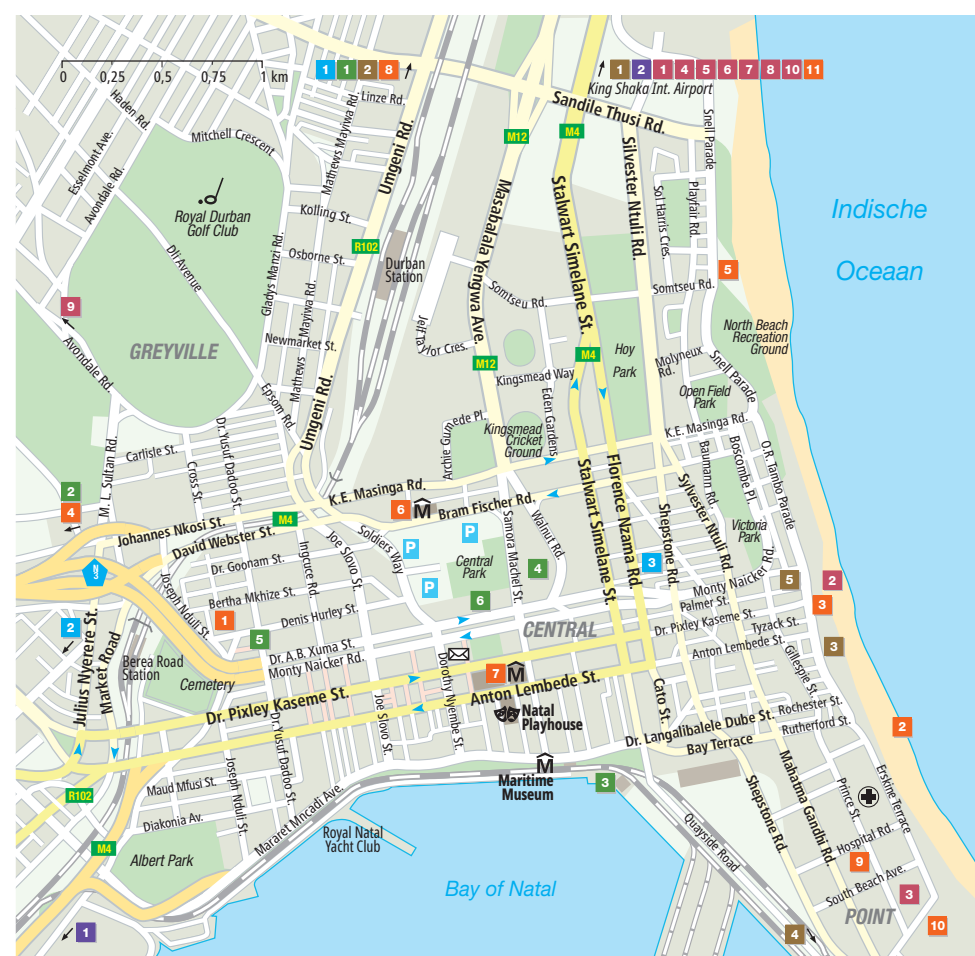 0
0,25
0,5
0,75
1
km
1
1
2
8
1
2
1
4
5
6
7
8
10
11
King Shaka Int. Airport
Sandile Thusi Rd.
Linze Rd.
Haden Rd.
Mitchell Crescent
Esselmont Ave.
Avondale Rd.
Mathews Mayiwa Rd.
Umgeni Rd.
M12
M4
Snell Parade
Silvester Ntuli Rd.
Royal Durban
Golf Club
Kolling St.
Osborne St.
R102
Durban
Station
Masabalala Yengwa Ave.
Stalwart Simelane St.
Sol Harris Cres.
Playfair Rd.
Indische
Oceaan
Dli Avenue
Gladys Manzi Rd.
Mayiwa Rd.
Mathews
Somtseu Rd.
Somtseu Rd.
5
9
Avondale Rd.
GREYVILLE
Newmarket St.
Jeff Taylor Cres.
M12
M4
Hoy
Park
Molyneux
Rd.
North Beach
Recreation
Ground
Snell Parade
Kingsmead Way
Open Field
Park
Epsom Rd.
Umgeni Rd.
Archie Gumede Pl.
Kingsmead
Cricket
Ground
Eden Gardens
K.E. Masinga Rd.
M. L. Sultan Rd.
Carlisle St.
Cross St.
Dr. Yusuf Dadoo St.
K.E. Masinga Rd.
Bram Fischer Rd.
Baumann Rd.
Boscombe Pl.
O.R. Tambo Parade
2
4
Johannes Nkosi St.
M4
David Webster St.
6
M
Soldiers Way
P
P
P
Central
Park
Samora Machel St.
Walnut Rd.
Stalwart Simelane St.
Florence Nzama Rd.
Shepstone Rd.
Sylvester Ntuli Rd.
Victoria
Park
N
3
Dr. Goonam St.
Ingcuce Rd.
Joe Slovo St.
4
3
Monty Naicker Rd.
5
2
Joseph Nduli St.
Bertha Mkhize St.
6
Palmer St.
3
2
Julius Nyerere St.
Market Road
1
Denis Hurley St.
5
CENTRAL
Dr. Pixley Kaseme St.
Tyzack St.
Anton Lembede St.
Gillespie St.
3
Berea Road
Station
Cemetery
Dr. A.B. Xuma St.
Monty Naicker Rd.
7
M
Dr. Pixley Kaseme St.
Anton Lembede St.
Dorothy Nyembe St.
Joe Slovo St.
Natal
Playhouse
Cato St.
Dr. Langalibalele Dube St.
Rochester St.
Rutherford St.
2
Bay Terrace
Dr. Yusuf Dadoo St.
Joseph Nduli St.
M
Maritime
Museum
3
R102
Maud Mfusi St.
Mararet Mncadi Ave.
Diakonia Av.
M4
Albert Park
Royal Natal
Yacht Club
Quayside Road
Shepstone Rd.
Mahatma Gandhi Rd.
Prince St.
Erskine Terrace
Hospital Rd.
9
South Beach Ave.
3
Bay of Natal
POINT
10
1
4